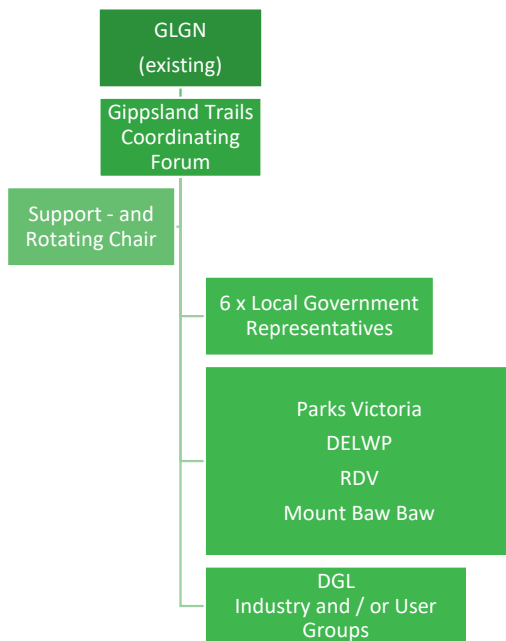 GLGN
(existing)
Gippsland Trails
Coordinating
Forum
Support - and
Rotating Chair
6 x Local Government
Representatives
Parks Victoria
DELWP
RDV
Mount Baw Baw
DGL
Industry and / or User
Groups